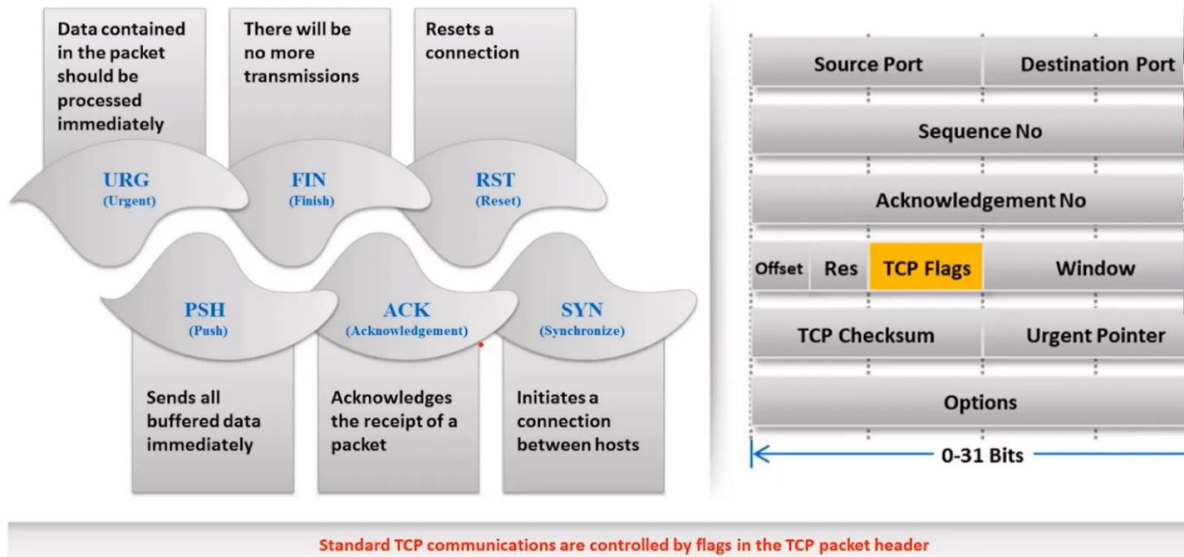 Data contained
in the packet
should be
processed
immediately
There will be
no more
transmissions
Resets a
connection
URG
(Urgent)
FIN
(Finish)
RST
(Reset)
PSH
(Push)
ACK
(Acknowledgement)
SYN
(Synchronize)
Sends all
buffered data
immediately
Acknowledges
the receipt of a
packet
Initiates a
connection
between hosts
Source Port
Destination Port
Sequence No
Acknowledgement No
Offset
Res
TCP Flags
Window
TCP Checksum
Urgent Pointer
Options
0-31 Bits
Standard TCP communications are controlled by flags in the TCP packet header